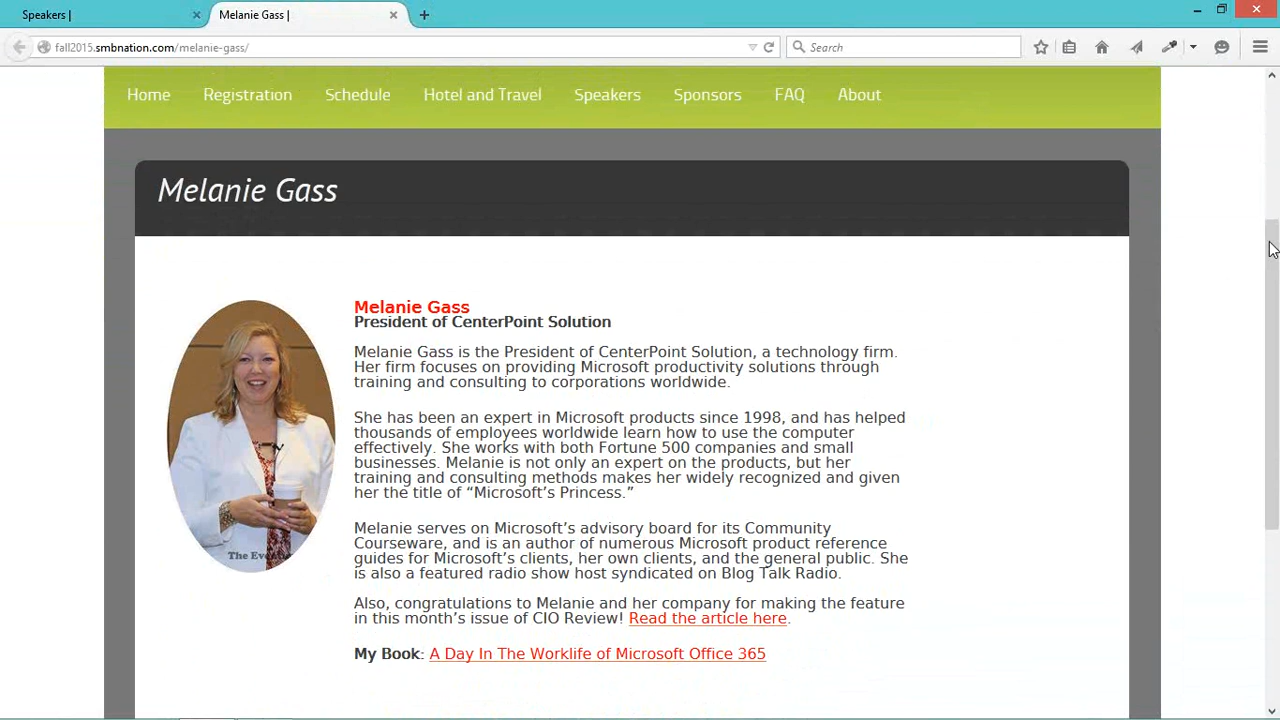 Speakers |
Melanie Gass |
fall2015.smbnation.com/melanie-gass/
Search
Home Registration Schedule Hotel and Travel Speakers Sponsors FAQ About
Melanie Gass
Melanie Gass
President of CenterPoint Solution
Melanie Gass is the President of CenterPoint Solution, a technology firm.
Her firm focuses on providing Microsoft productivity solutions through
training and consulting to corporations worldwide.
She has been an expert in Microsoft products since 1998, and has helped
thousands of employees worldwide learn how to use the computer
effectively. She works with both Fortune 500 companies and small
businesses. Melanie is not only an expert on the products, but her
training and consulting methods makes her widely recognized and given
her the title of “Microsoft’s Princess.”
Melanie serves on Microsoft’s advisory board for its Community
Courseware, and is an author of numerous Microsoft product reference
guides for Microsoft’s clients, her own clients, and the general public. She
is also a featured radio show host syndicated on Blog Talk Radio.
Also, congratulations to Melanie and her company for making the feature
in this month’s issue of CIO Review! Read the article here.
My Book: A Day In The Worklife of Microsoft Office 365
The